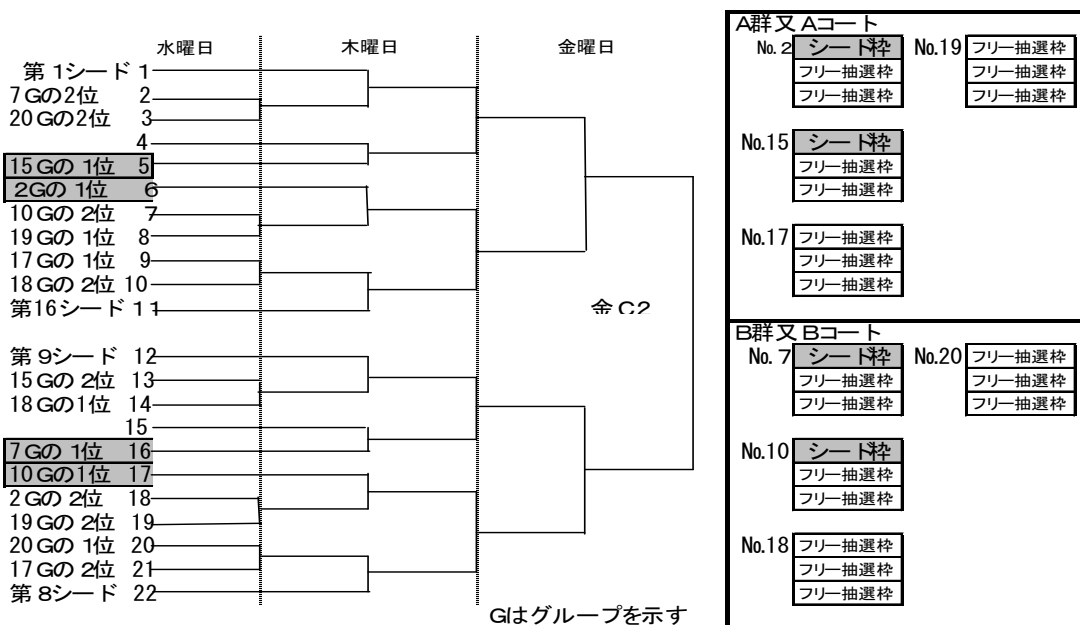 水曜日 木曜日 金曜日
第1シード 1
7Gの2位 2
20Gの2位 3
4
15Gの1位 5
2Gの1位 6
10Gの2位 7
19Gの1位 8
17Gの1位 9
18Gの2位 10
第16シード 11
金C2
第9シード 12
15Gの2位 13
18Gの1位 14
15
7Gの1位 16
10Gの1位 17
2Gの2位 18
19Gの2位 19
20Gの1位 20
17Gの2位 21
第8シード 22
Gはグループを示す
A群又Aコート
No.2 シード枠 No.19 フリー抽選枠
フリー抽選枠 フリー抽選枠
フリー抽選枠 フリー抽選枠
No.15 シード枠
フリー抽選枠
フリー抽選枠
No.17 フリー抽選枠
フリー抽選枠
フリー抽選枠
B群又Bコート
No.7 シード枠 No.20 フリー抽選枠
フリー抽選枠 フリー抽選枠
フリー抽選枠 フリー抽選枠
No.10 シード枠
フリー抽選枠
フリー抽選枠
No.18 フリー抽選枠
フリー抽選枠
フリー抽選枠